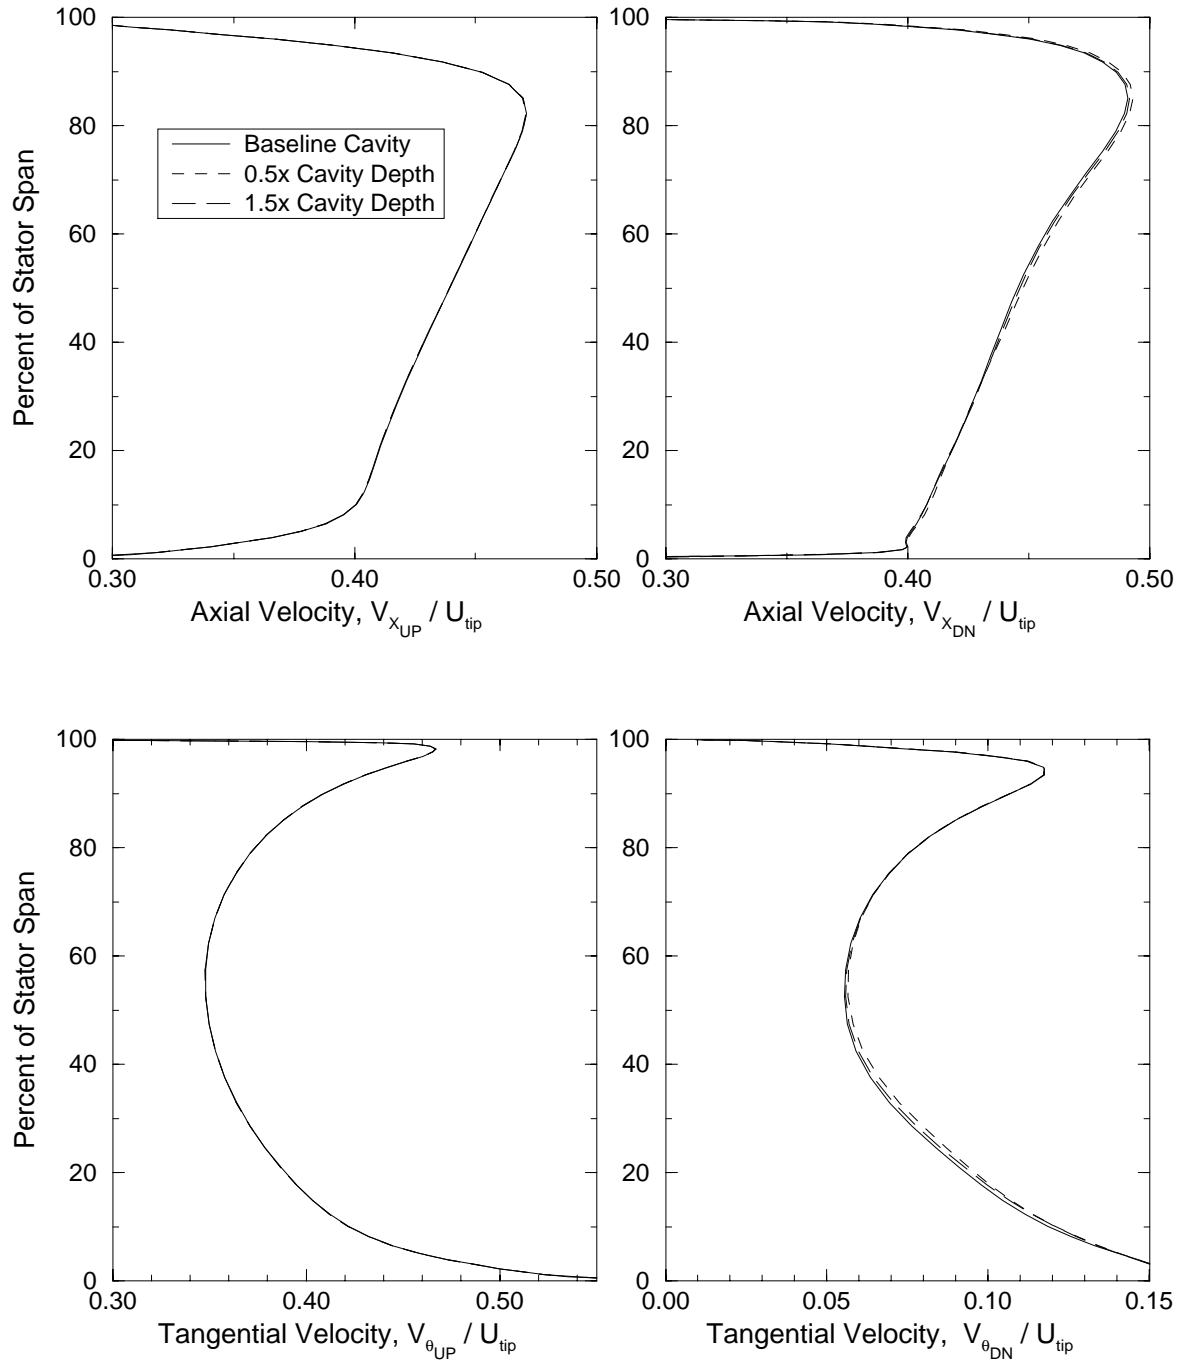 100
80
60
40
20
0
Percent of Stator Span
Baseline Cavity
0.5x Cavity Depth
1.5x Cavity Depth
0.30 0.40 0.50
Axial Velocity, V_X_UP / U_tip
100
80
60
40
20
0
0.30 0.40 0.50
Axial Velocity, V_X_DN / U_tip
100
80
60
40
20
0
Percent of Stator Span
0.30 0.40 0.50
Tangential Velocity, V_θ_UP / U_tip
100
80
60
40
20
0
0.00 0.05 0.10 0.15
Tangential Velocity, V_θ_DN / U_tip